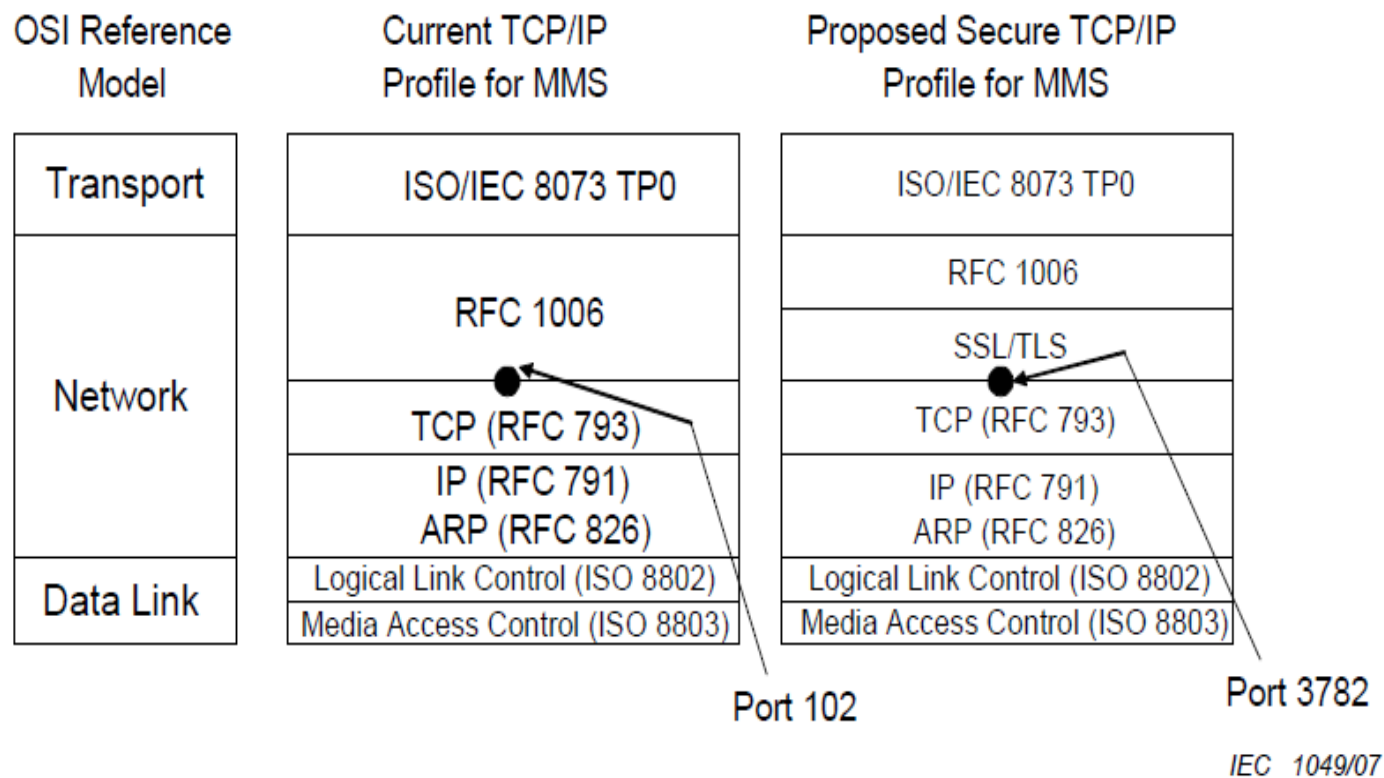 OSI Reference
Model
Current TCP/IP
Profile for MMS
Proposed Secure TCP/IP
Profile for MMS
Transport
Network
Data Link
ISO/IEC 8073 TP0
RFC 1006
TCP (RFC 793)
IP (RFC 791)
ARP (RFC 826)
Logical Link Control (ISO 8802)
Media Access Control (ISO 8803)
Port 102
ISO/IEC 8073 TP0
RFC 1006
SSL/TLS
TCP (RFC 793)
IP (RFC 791)
ARP (RFC 826)
Logical Link Control (ISO 8802)
Media Access Control (ISO 8803)
Port 3782
IEC 1049/07